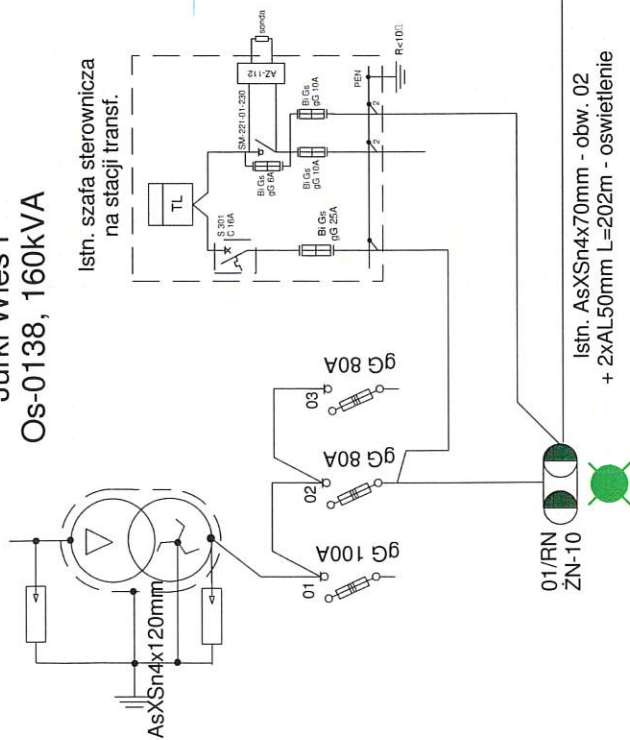 Os-0138, 160kVA
Istn. szafa sterownicza
na stacji transf.
TL
S 301
C 16A
SM-221-01-230
AZ-112
sonda
Bi Gs
gG 6A
Bi Gs
gG 10A
Bi Gs
gG 10A
Bi Gs
gG 25A
PEN
R<10Ω
2
2
AsXSn4x120mm
01
gG 100A
02
gG 80A
03
gG 80A
01/RN
ŻN-10
Istn. AsXSn4x70mm - obw. 02
+ 2xAL50mm L=202m - oswietlenie